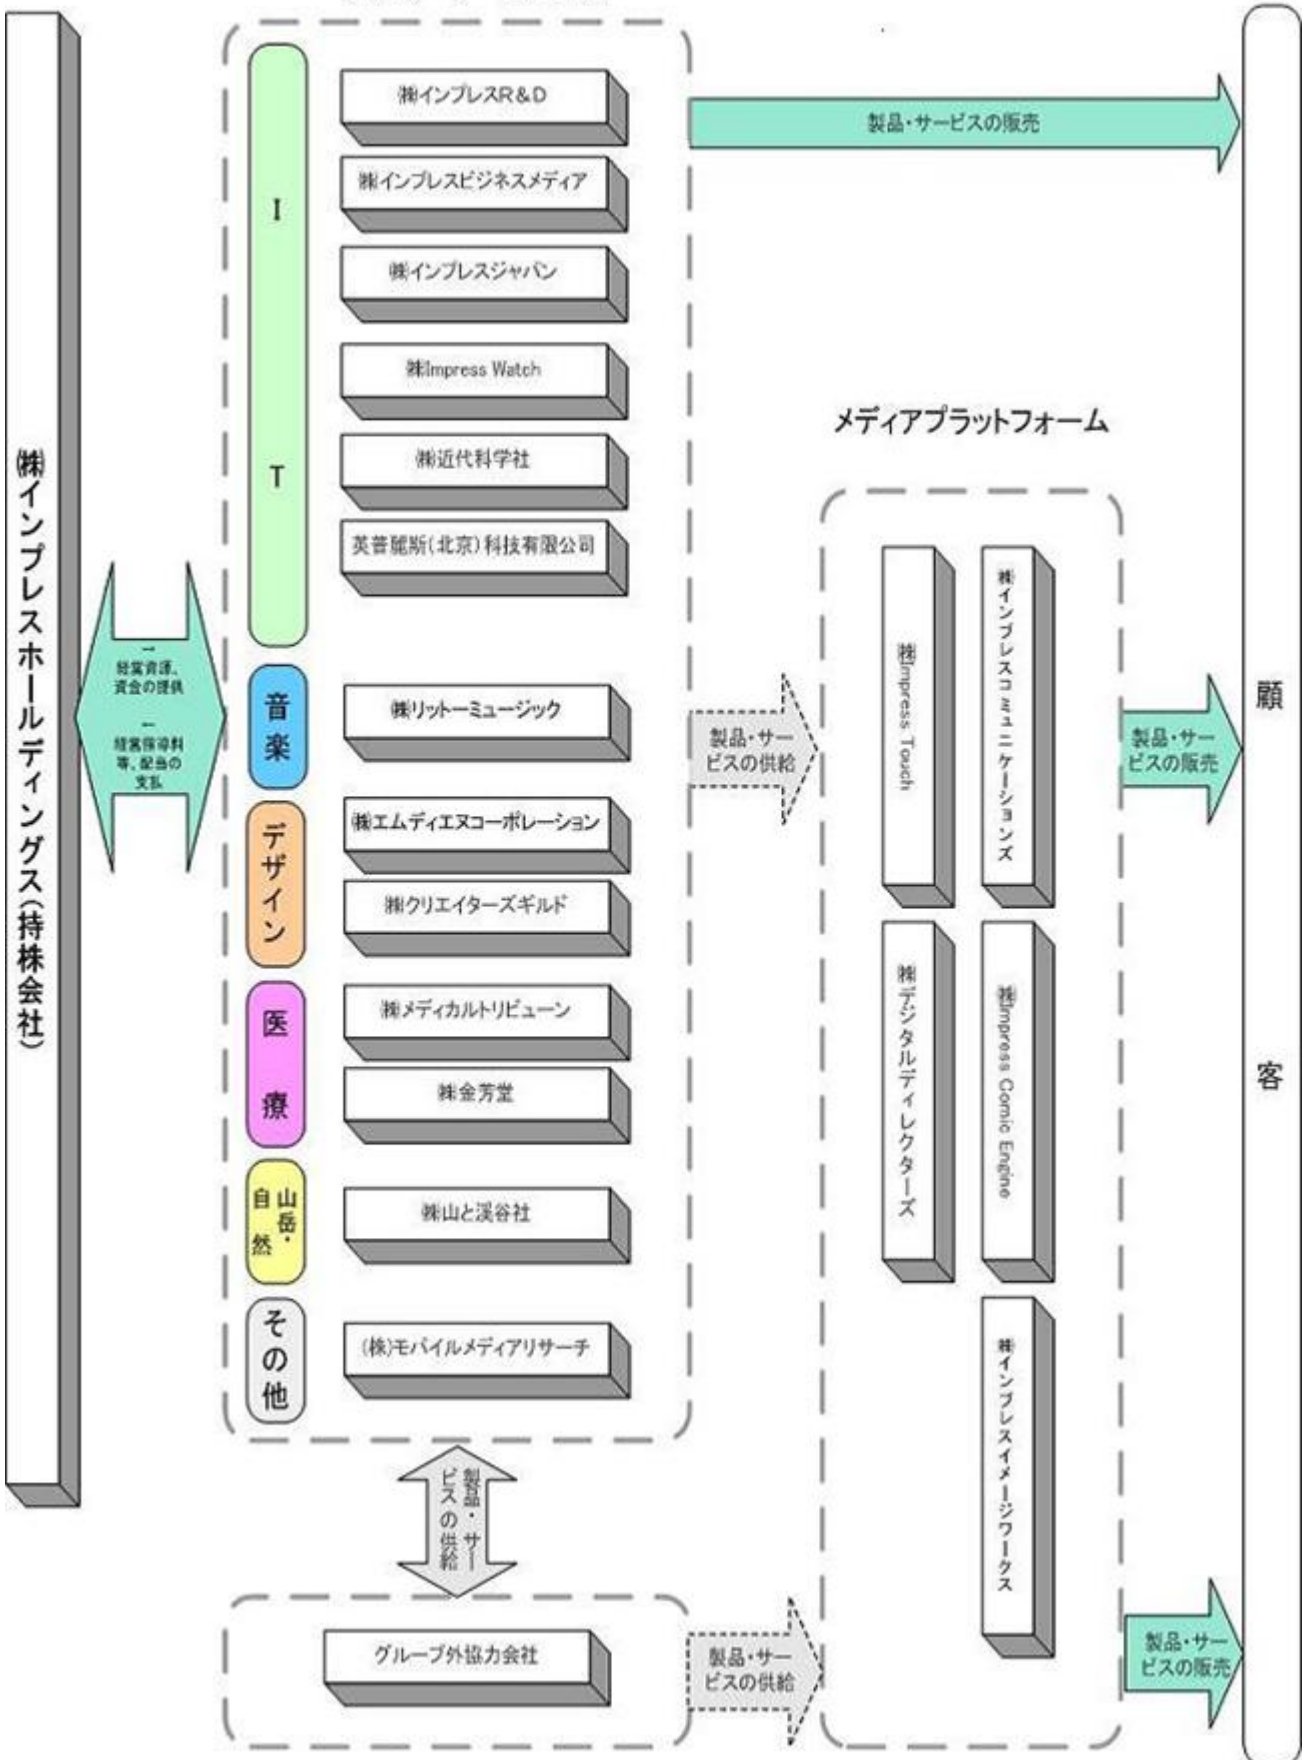 ㈱インプレスホールディングス(持株会社)
→
経営資源、
資金の提供
←
経営指導料
等、配当の
支払
IT
㈱インプレスR&D
㈱インプレスビジネスメディア
㈱インプレスジャパン
㈱Impress Watch
㈱近代科学社
英普麗斯(北京)科技有限公司
音楽
㈱リットーミュージック
デザイン
㈱エムディエヌコーポレーション
㈱クリエイターズギルド
医療
㈱メディカルトリビューン
㈱金芳堂
山岳・
自然
㈱山と溪谷社
その他
(株)モバイルメディアリサーチ
製品・サー
ビスの供給
グループ外協力会社
製品・サービスの販売
製品・サー
ビスの供給
製品・サー
ビスの供給
メディアプラットフォーム
㈱インプレスコミュニケーションズ
㈱Impress Touch
㈱Impress Comic Engine
㈱デジタルディレクターズ
㈱インプレスイメージワークス
製品・サー
ビスの販売
製品・サー
ビスの販売
顧客